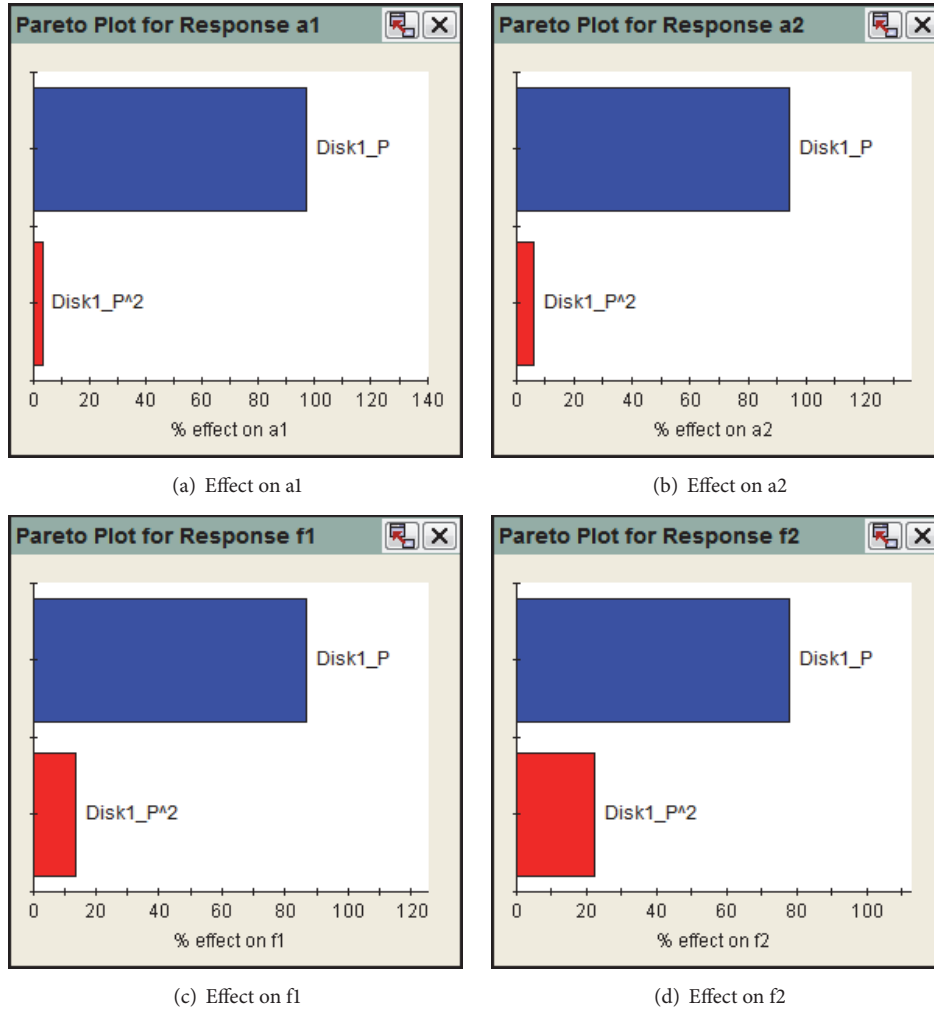 Pareto Plot for Response a1
Disk1_P
Disk1_P^2
0 20 40 60 80 100 120 140
% effect on a1
(a) Effect on a1
Pareto Plot for Response a2
Disk1_P
Disk1_P^2
0 20 40 60 80 100 120
% effect on a2
(b) Effect on a2
Pareto Plot for Response f1
Disk1_P
Disk1_P^2
0 20 40 60 80 100 120
% effect on f1
(c) Effect on f1
Pareto Plot for Response f2
Disk1_P
Disk1_P^2
0 20 40 60 80 100
% effect on f2
(d) Effect on f2